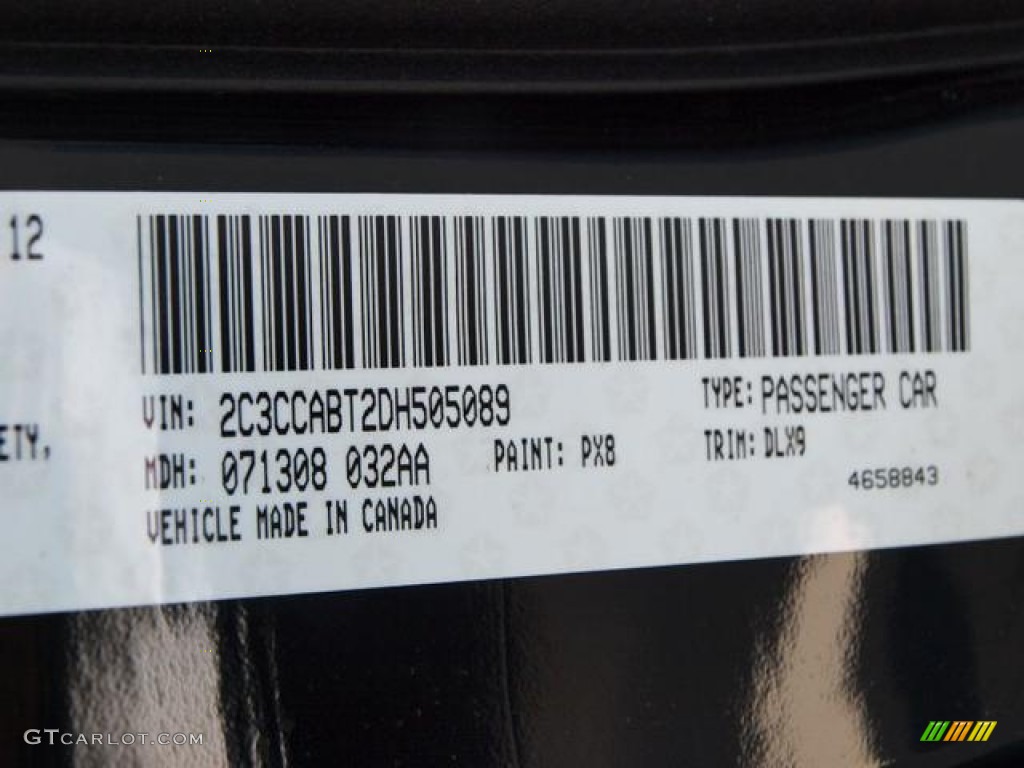 12
VIN: 2C3CCABT2DH505089
TYPE: PASSENGER CAR
ETY,
MDH: 071308 032AA
PAINT: PX8
TRIM: DLX9
4658843
VEHICLE MADE IN CANADA
GTCARLOT.COM